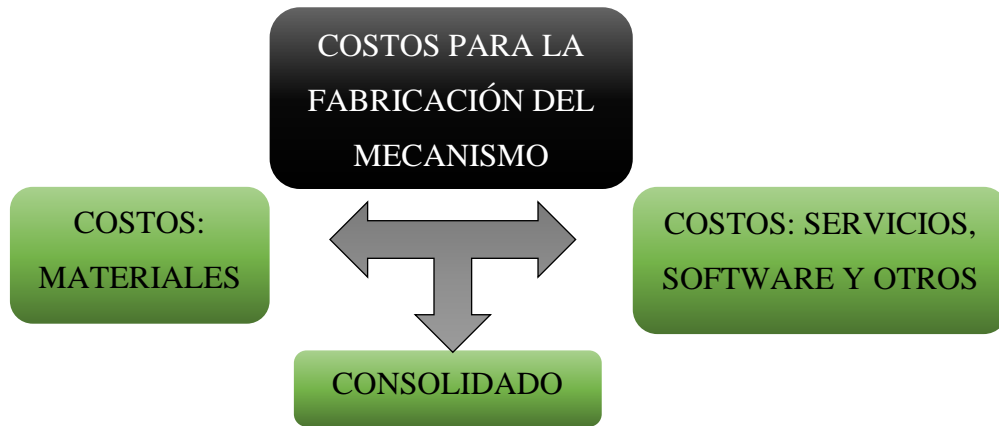 COSTOS PARA LA
FABRICACIÓN DEL
MECANISMO
COSTOS:
MATERIALES
COSTOS: SERVICIOS,
SOFTWARE Y OTROS
CONSOLIDADO